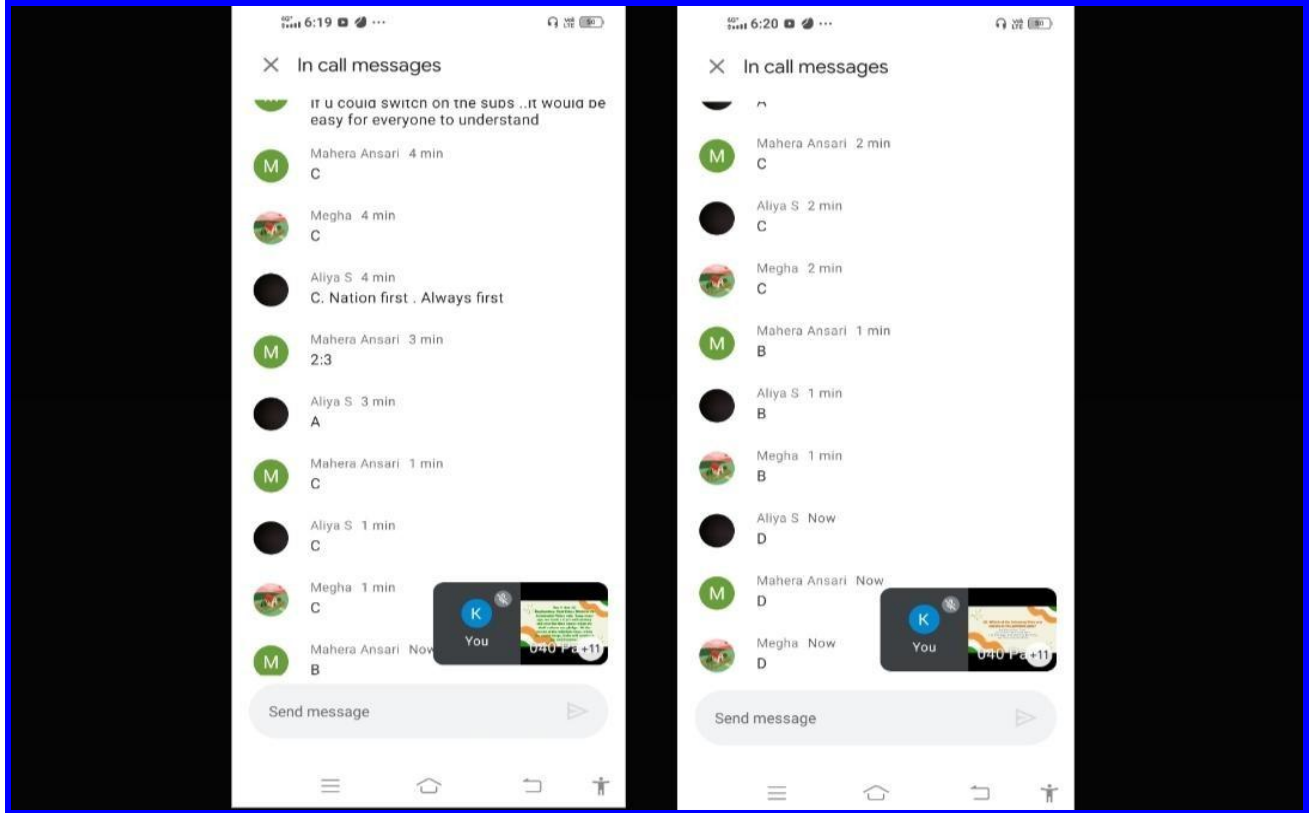 6:19
In call messages
If u could switch on the subs ..It would be
easy for everyone to understand
M
Mahera Ansari 4 min
C
Megha 4 min
C
Aliya S 4 min
C. Nation first . Always first
M
Mahera Ansari 3 min
2:3
Aliya S 3 min
A
M
Mahera Ansari 1 min
C
Aliya S 1 min
C
Megha 1 min
C
M
Mahera Ansari Now
B
K
You
+11
Send message
6:20
In call messages
A
M
Mahera Ansari 2 min
C
Aliya S 2 min
C
Megha 2 min
C
M
Mahera Ansari 1 min
B
Aliya S 1 min
B
Megha 1 min
B
Aliya S Now
D
M
Mahera Ansari Now
D
Megha Now
D
K
You
+11
Send message